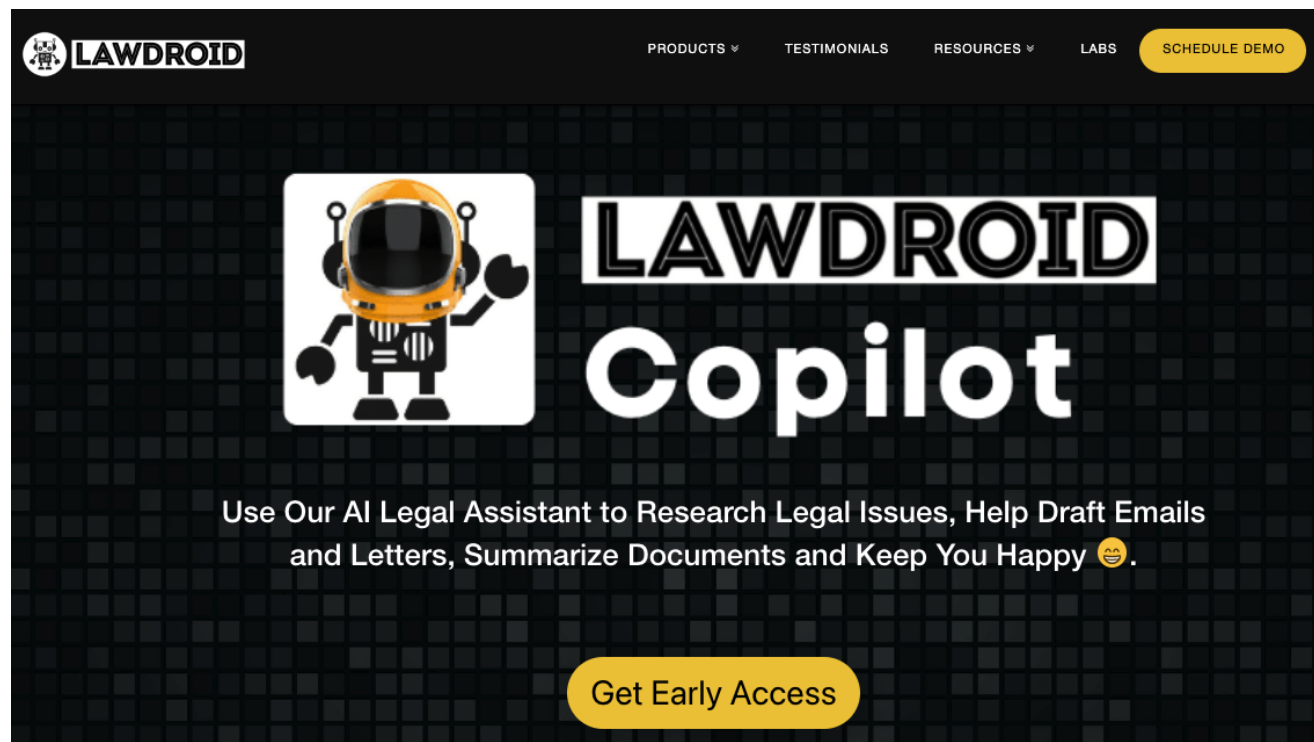 LAWDROID
PRODUCTS
TESTIMONIALS
RESOURCES
LABS
SCHEDULE DEMO
LAWDROID
Copilot
Use Our AI Legal Assistant to Research Legal Issues, Help Draft Emails
and Letters, Summarize Documents and Keep You Happy 😁.
Get Early Access